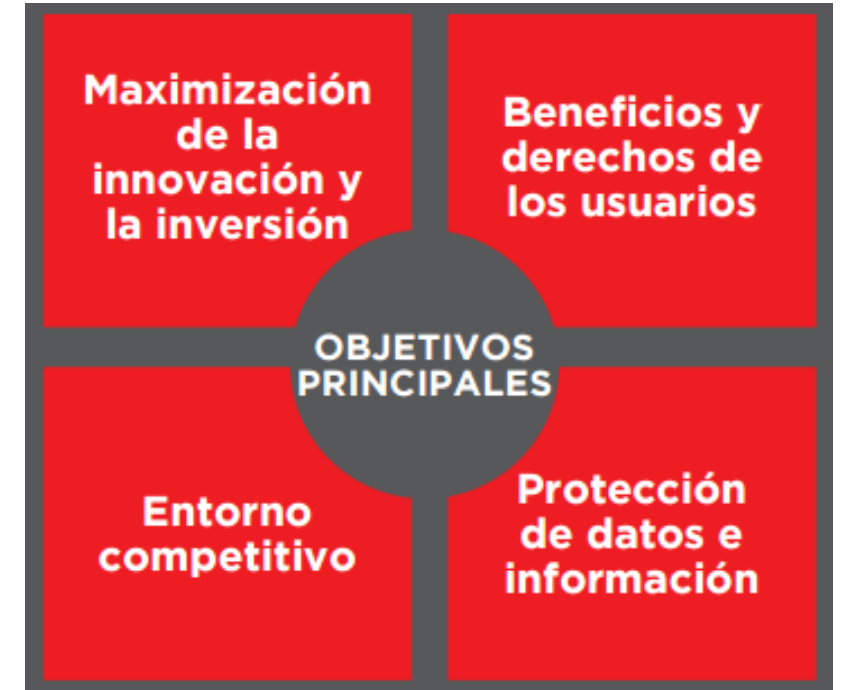 Maximización
de la
innovación y
la inversión
Beneficios y
derechos de
los usuarios
OBJETIVOS
PRINCIPALES
Entorno
competitivo
Protección
de datos e
información